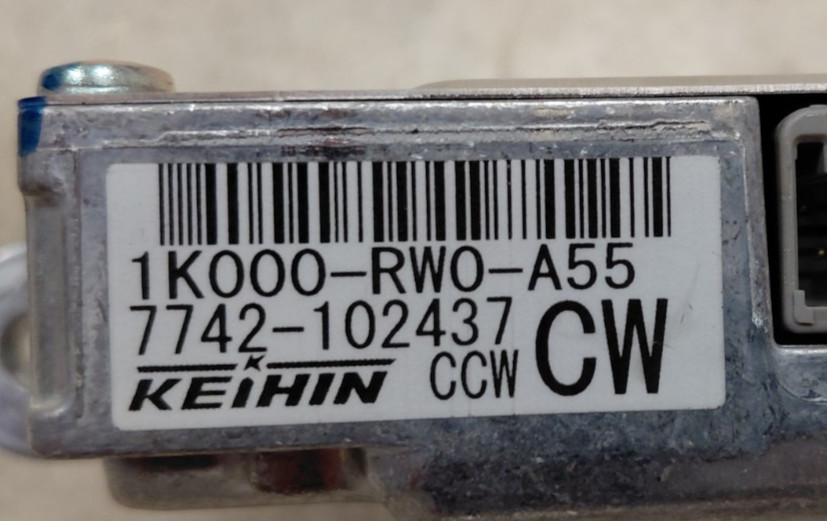 1K000-RW0-A55
7742-102437
KEIHIN CCW CW